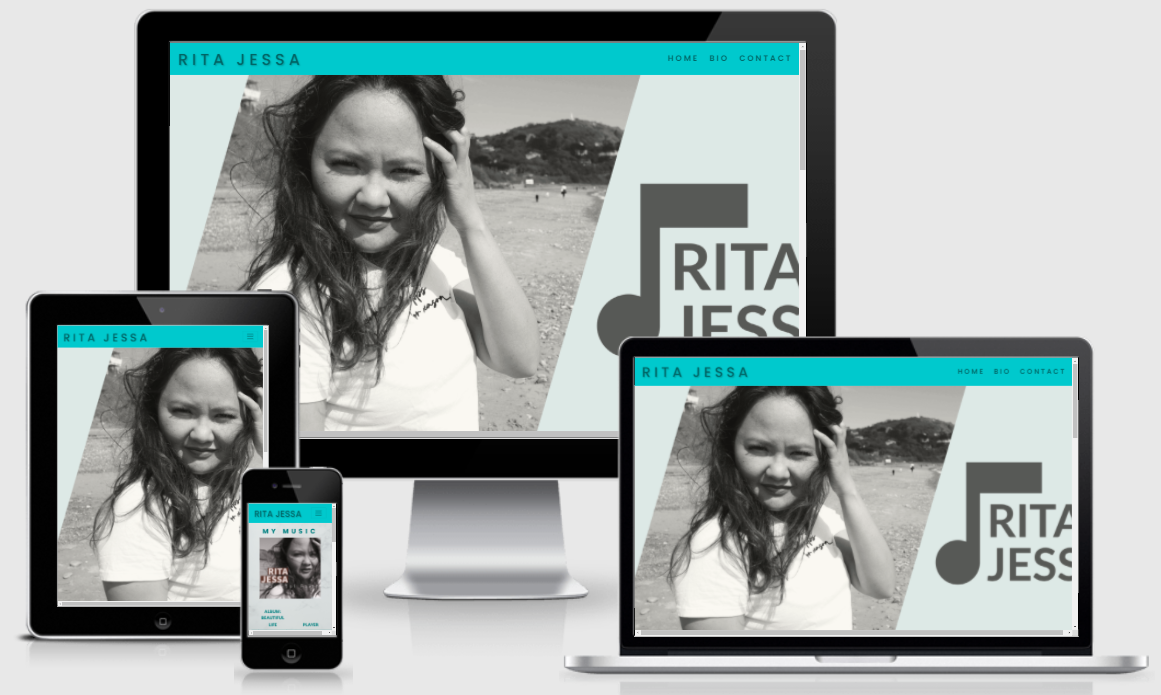 RITA JESSA
HOME BIO CONTACT
RITA
JESS
RITA JESSA
RITA JESSA
MY MUSIC
RITA
JESSA
ALBUM:
BEAUTIFUL
LIFE
PLAYER
RITA JESSA
HOME BIO CONTACT
RITA
JESS